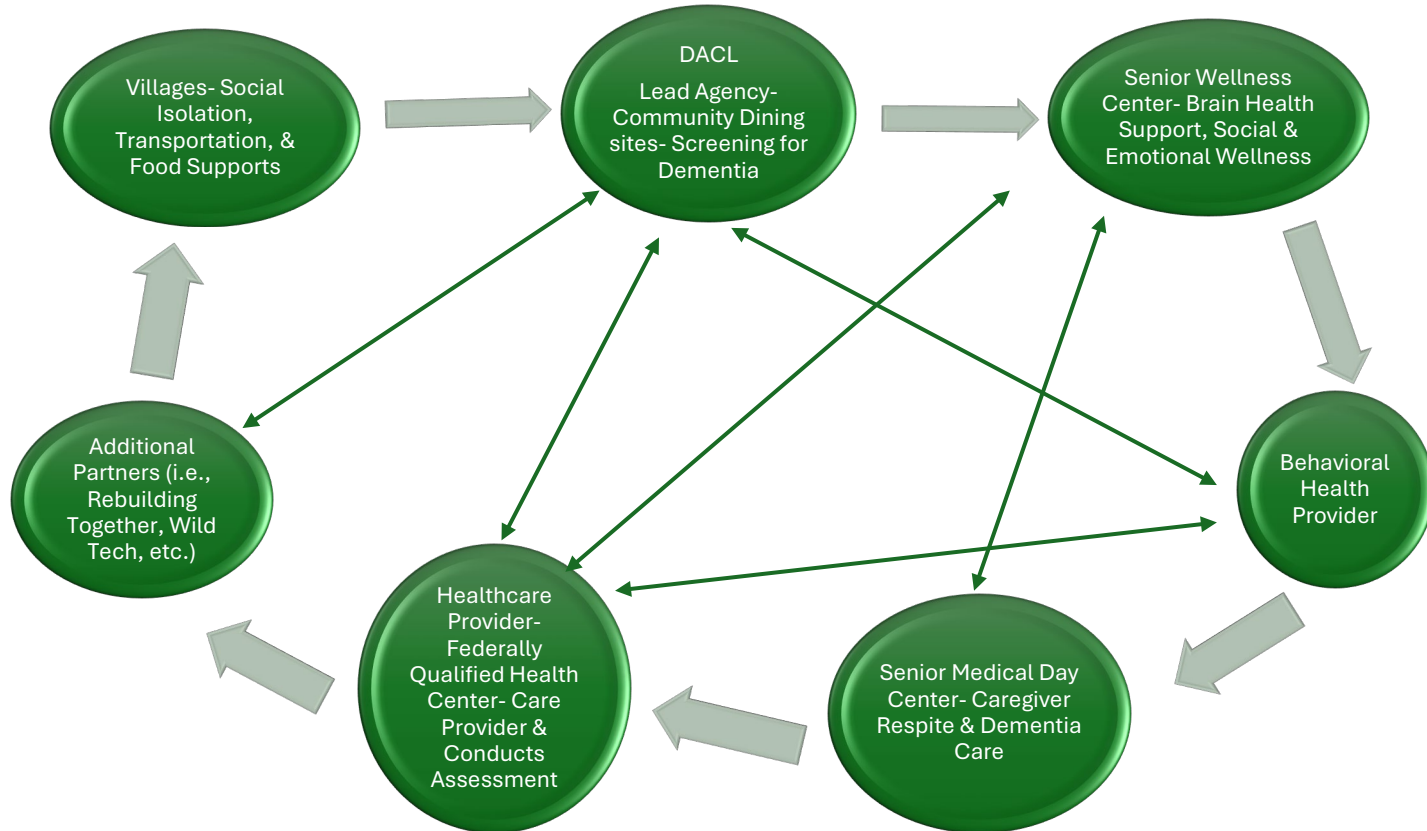 Villages- Social
Isolation,
Transportation, &
Food Supports
DACL
Lead Agency-
Community Dining
sites- Screening for
Dementia
Senior Wellness
Center- Brain Health
Support, Social &
Emotional Wellness
Behavioral
Health
Provider
Senior Medical Day
Center- Caregiver
Respite & Dementia
Care
Healthcare
Provider-
Federally
Qualified Health
Center- Care
Provider &
Conducts
Assessment
Additional
Partners (i.e.,
Rebuilding
Together, Wild
Tech, etc.)